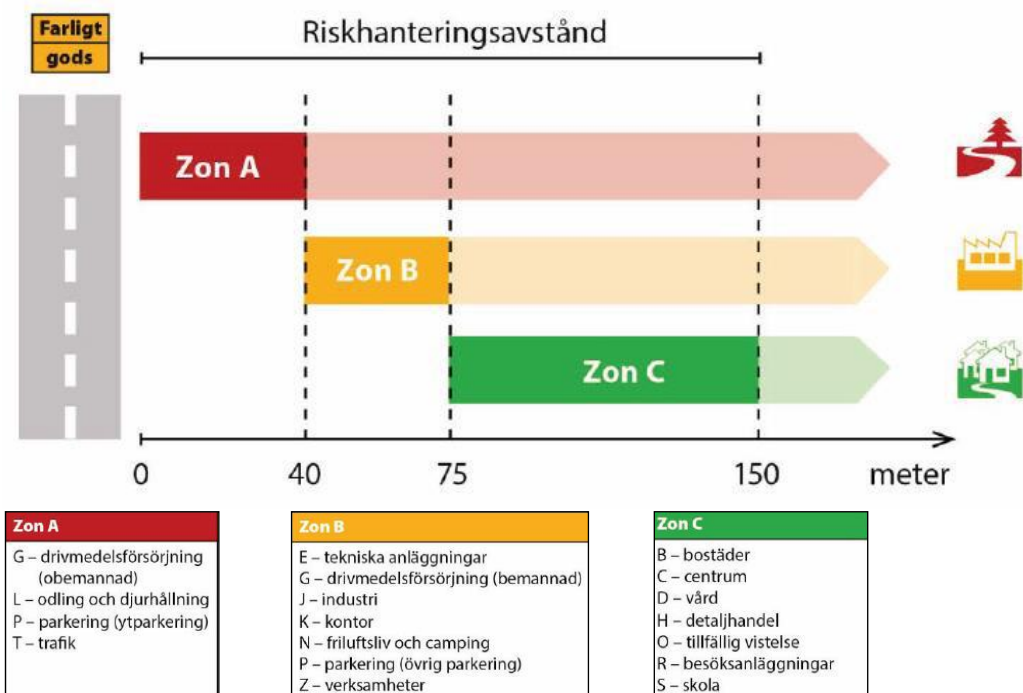 Farligt
gods
Riskhanteringsavstånd
Zon A
Zon B
Zon C
0 40 75 150 meter
Zon A
G – drivmedelsförsörjning
(obemannad)
L – odling och djurhållning
P – parkering (ytparkering)
T – trafik
Zon B
E – tekniska anläggningar
G – drivmedelsförsörjning (bemannad)
J – industri
K – kontor
N – friluftsliv och camping
P – parkering (övrig parkering)
Z – verksamheter
Zon C
B – bostäder
C – centrum
D – vård
H – detaljhandel
O – tillfällig vistelse
R – besöksanläggningar
S – skola